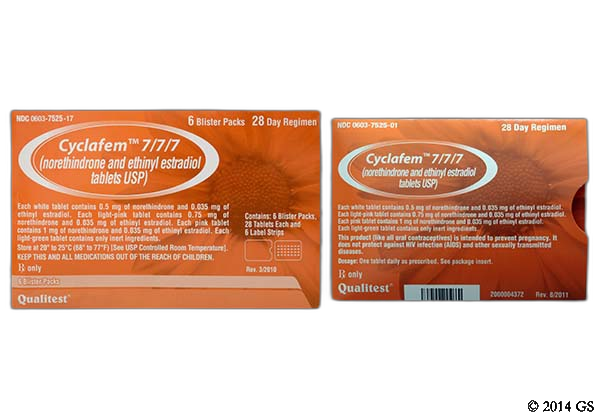 NDC 0603-7525-17
6 Blister Packs 28 Day Regimen
Cyclafem™ 7/7/7
(norethindrone and ethinyl estradiol
tablets USP)
Each white tablet contains 0.5 mg of norethindrone and 0.035 mg of
ethinyl estradiol. Each light-pink tablet contains 0.75 mg of
norethindrone and 0.035 mg of ethinyl estradiol. Each pink tablet
contains 1 mg of norethindrone and 0.035 mg of ethinyl estradiol. Each
light-green tablet contains only inert ingredients.
Store at 20° to 25°C (68° to 77°F) [See USP Controlled Room Temperature].
KEEP THIS AND ALL MEDICATIONS OUT OF THE REACH OF CHILDREN.
℞ only
Contains: 6 Blister Packs,
28 Tablets Each and
6 Label Strips
Rev. 3/2010
6 Blister Packs
Qualitest®
NDC 0603-7525-01
28 Day Regimen
Cyclafem™ 7/7/7
(norethindrone and ethinyl estradiol
tablets USP)
Each white tablet contains 0.5 mg of norethindrone and 0.035 mg of ethinyl
estradiol. Each light-pink tablet contains 0.75 mg of norethindrone and 0.035 mg of ethinyl estradiol. Each pink
tablet contains 1 mg of norethindrone and 0.035 mg of ethinyl estradiol.
Each light-green tablet contains only inert ingredients.
This product (like all oral contraceptives) is intended to prevent pregnancy. It
does not protect against HIV infection (AIDS) and other sexually transmitted
diseases.
Dosage: One tablet daily as prescribed. See package insert.
℞ only
Qualitest®
2000004372
Rev. 8/2011
© 2014 GS